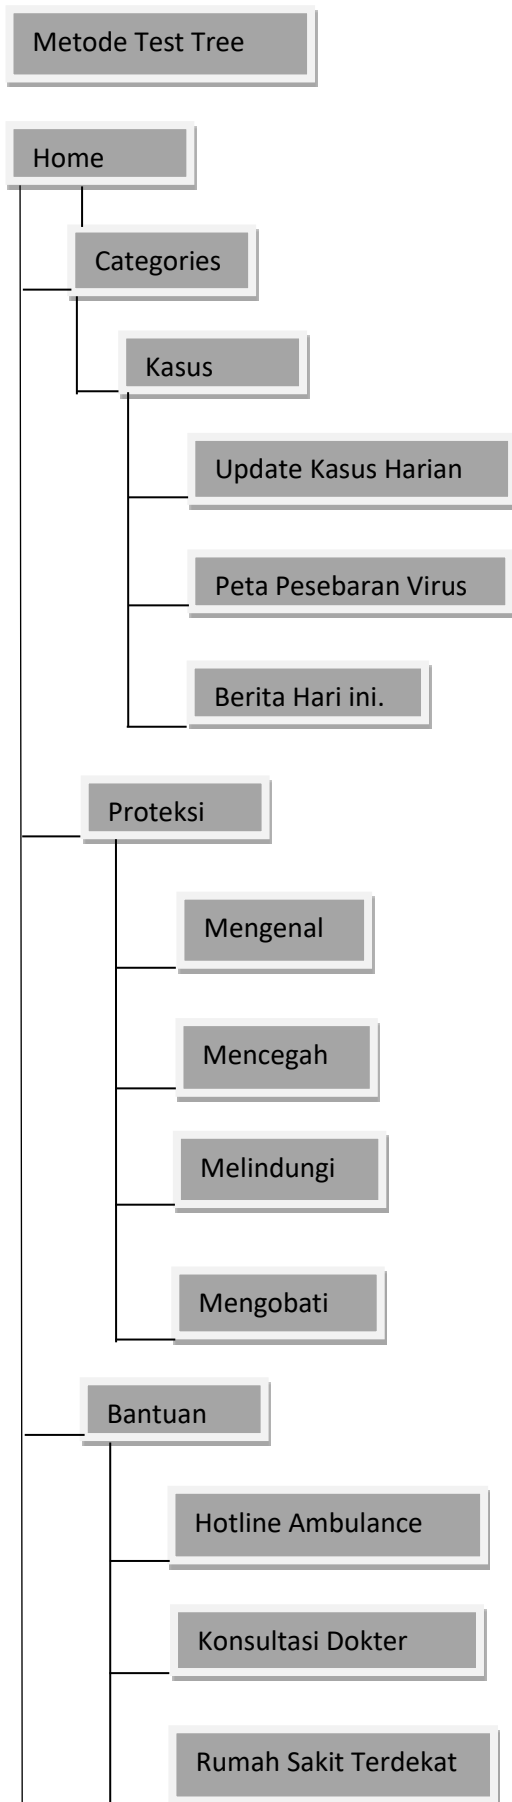 Metode Test Tree
Home
Categories
Kasus
Update Kasus Harian
Peta Pesebaran Virus
Berita Hari ini.
Proteksi
Mengenal
Mencegah
Melindungi
Mengobati
Bantuan
Hotline Ambulance
Konsultasi Dokter
Rumah Sakit Terdekat